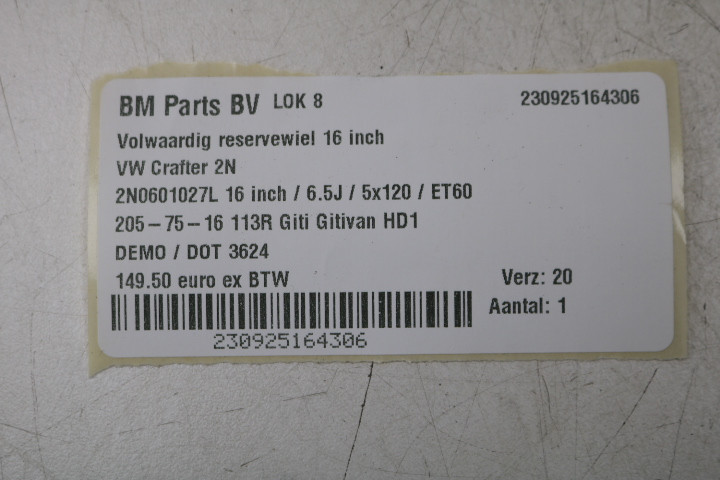 BM Parts BV LOK 8 230925164306
Volwaardig reservewiel 16 inch
VW Crafter 2N
2N0601027L 16 inch / 6.5J / 5x120 / ET60
205-75-16 113R Giti Gitivan HD1
DEMO / DOT 3624
149.50 euro ex BTW Verz: 20
Aantal: 1
230925164306